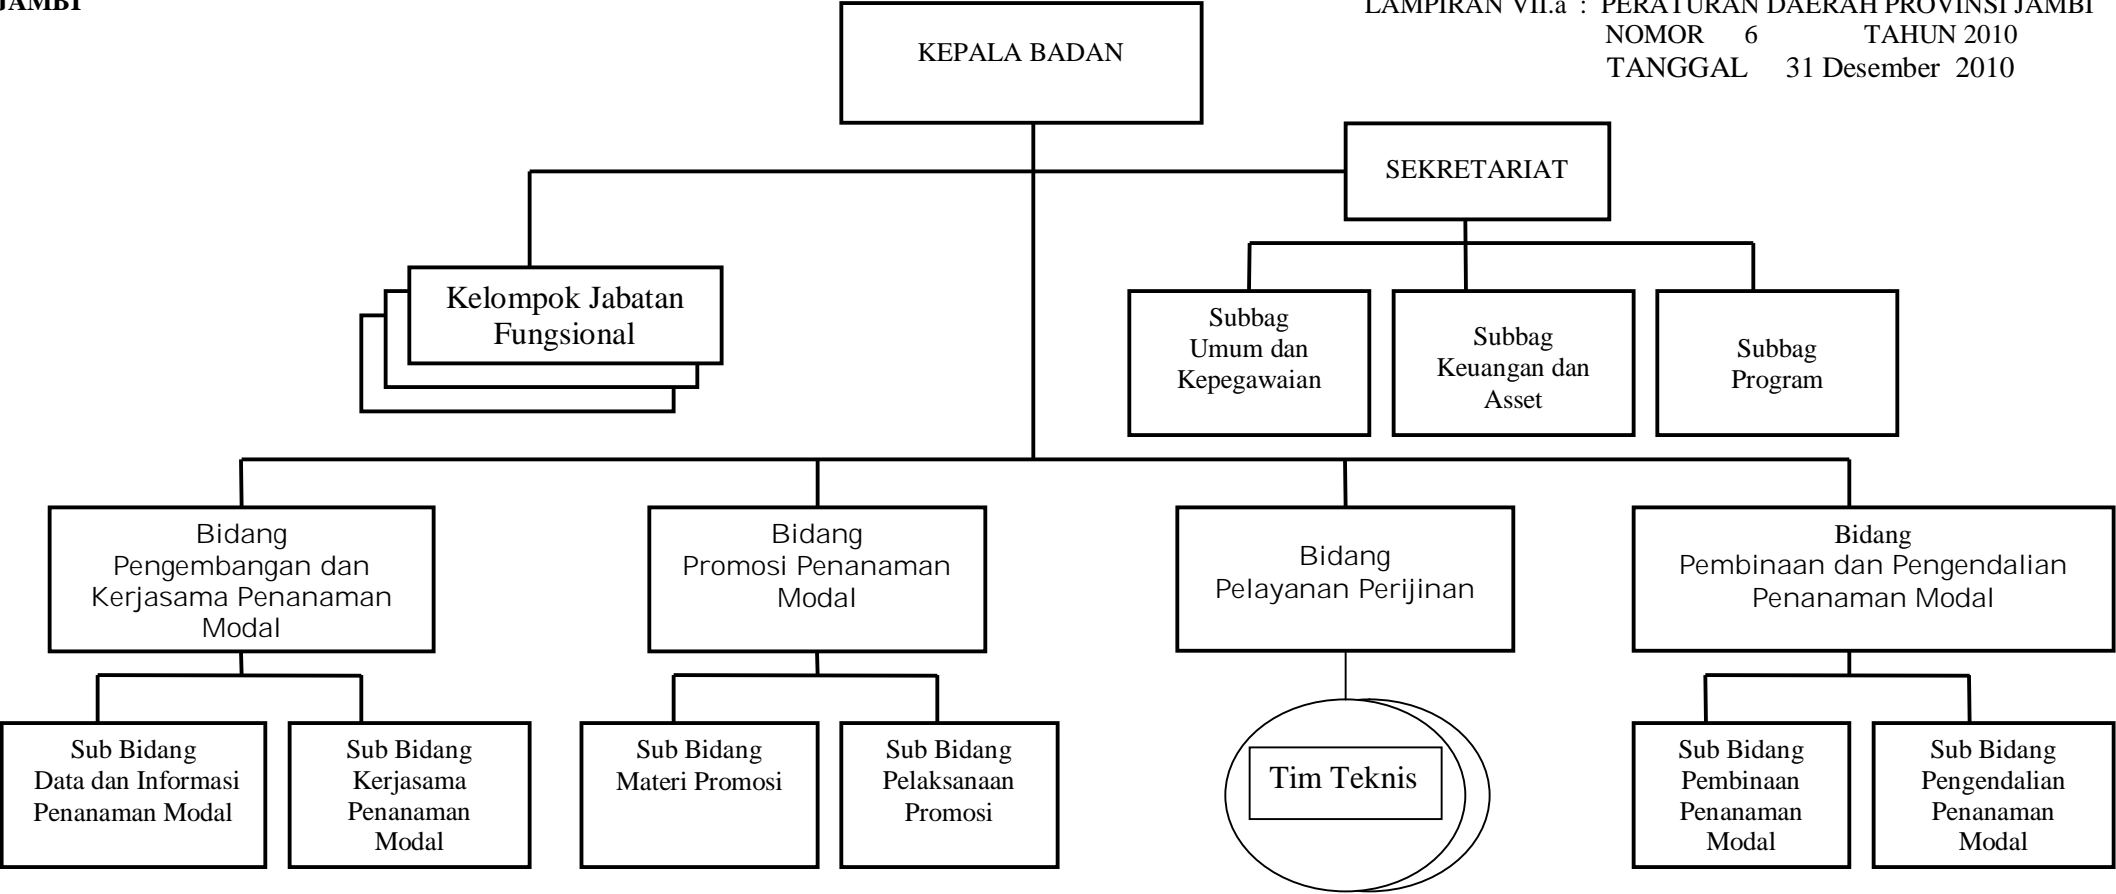 JAMBI
LAMPIRAN VII.a : PERATURAN DAERAH PROVINSI JAMBI
NOMOR 6 TAHUN 2010
TANGGAL 31 Desember 2010
KEPALA BADAN
SEKRETARIAT
Kelompok Jabatan
Fungsional
Subbag
Umum dan
Kepegawaian
Subbag
Keuangan dan
Asset
Subbag
Program
Bidang
Pengembangan dan
Kerjasama Penanaman
Modal
Bidang
Promosi Penanaman
Modal
Bidang
Pelayanan Perijinan
Bidang
Pembinaan dan Pengendalian
Penanaman Modal
Sub Bidang
Data dan Informasi
Penanaman Modal
Sub Bidang
Kerjasama
Penanaman
Modal
Sub Bidang
Materi Promosi
Sub Bidang
Pelaksanaan
Promosi
Tim Teknis
Sub Bidang
Pembinaan
Penanaman
Modal
Sub Bidang
Pengendalian
Penanaman
Modal